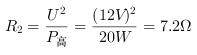 R₂ = U²/P高 = (12V)²/20W = 7.2Ω